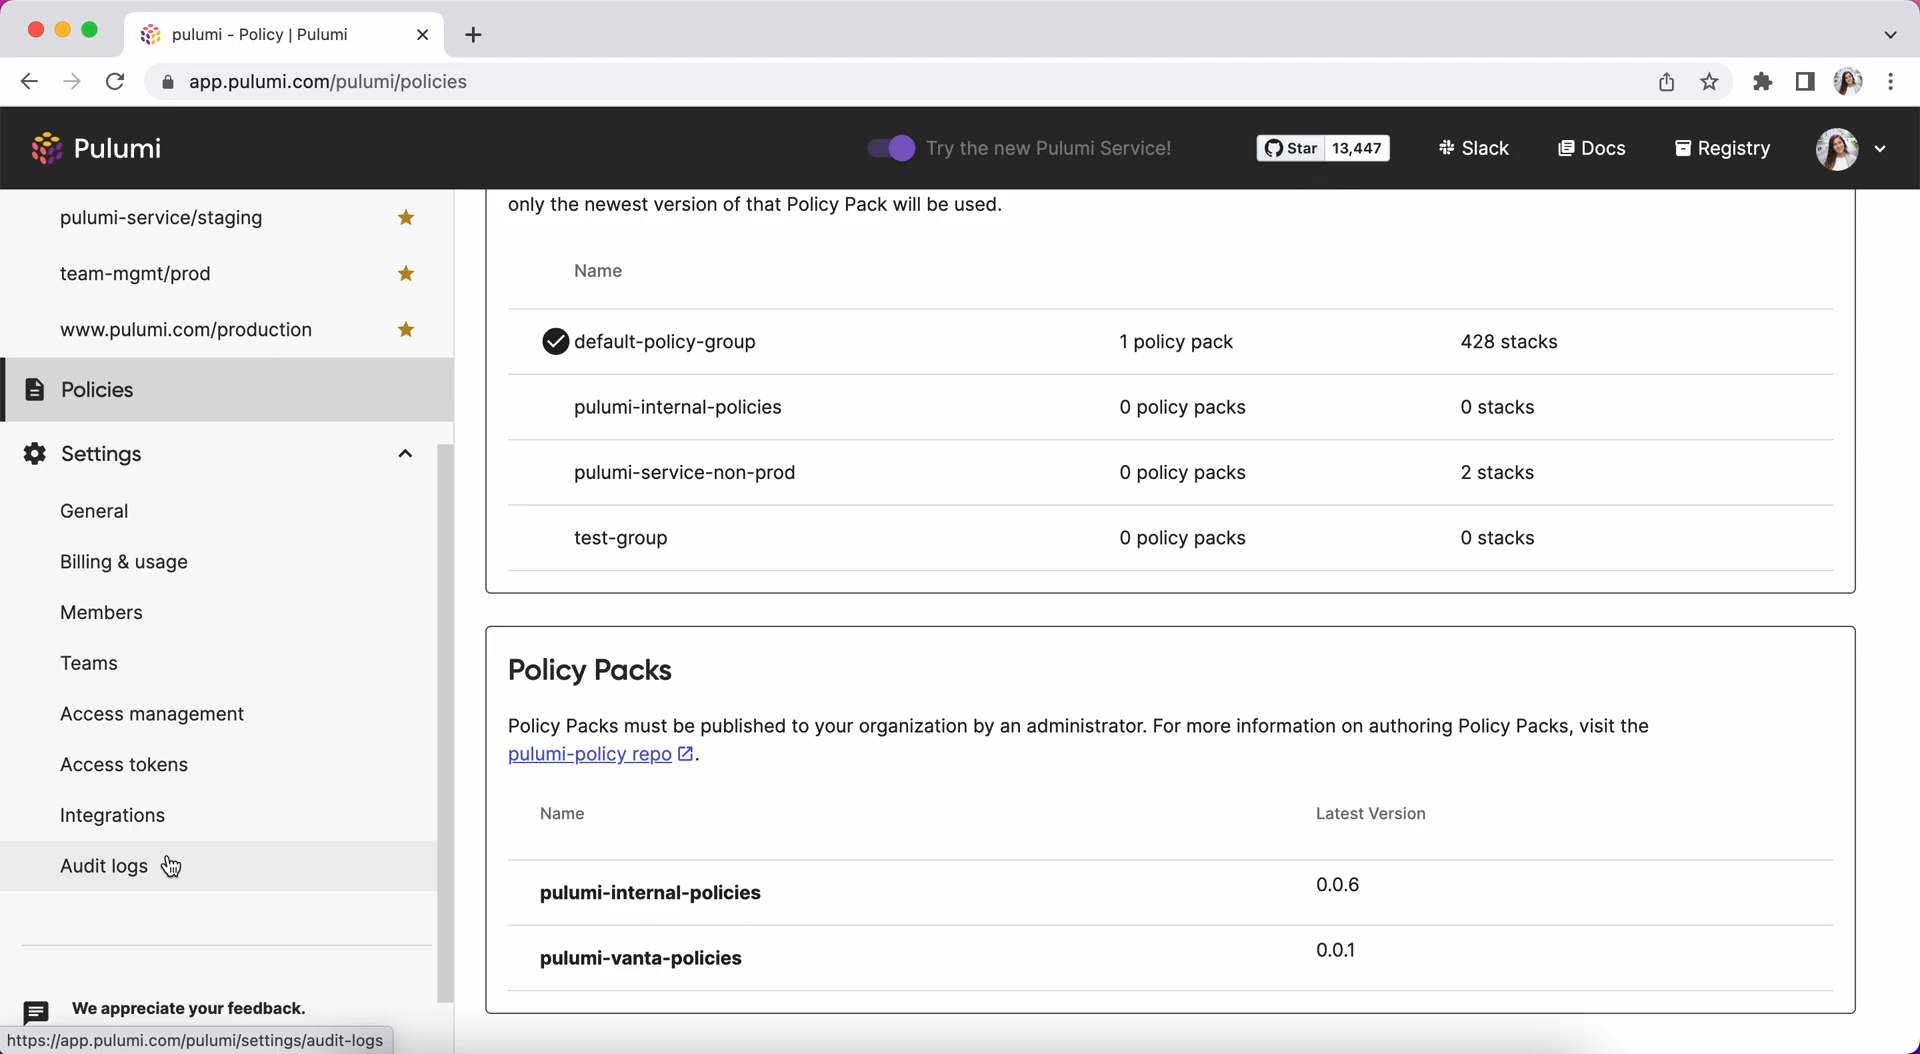 pulumi - Policy | Pulumi
app.pulumi.com/pulumi/policies
Pulumi
Try the new Pulumi Service!
Star 13,447
Slack
Docs
Registry
pulumi-service/staging
team-mgmt/prod
www.pulumi.com/production
Policies
Settings
General
Billing & usage
Members
Teams
Access management
Access tokens
Integrations
Audit logs
We appreciate your feedback.
https://app.pulumi.com/pulumi/settings/audit-logs
only the newest version of that Policy Pack will be used.
Name
default-policy-group 1 policy pack 428 stacks
pulumi-internal-policies 0 policy packs 0 stacks
pulumi-service-non-prod 0 policy packs 2 stacks
test-group 0 policy packs 0 stacks
Policy Packs
Policy Packs must be published to your organization by an administrator. For more information on authoring Policy Packs, visit the
pulumi-policy repo.
Name Latest Version
pulumi-internal-policies 0.0.6
pulumi-vanta-policies 0.0.1